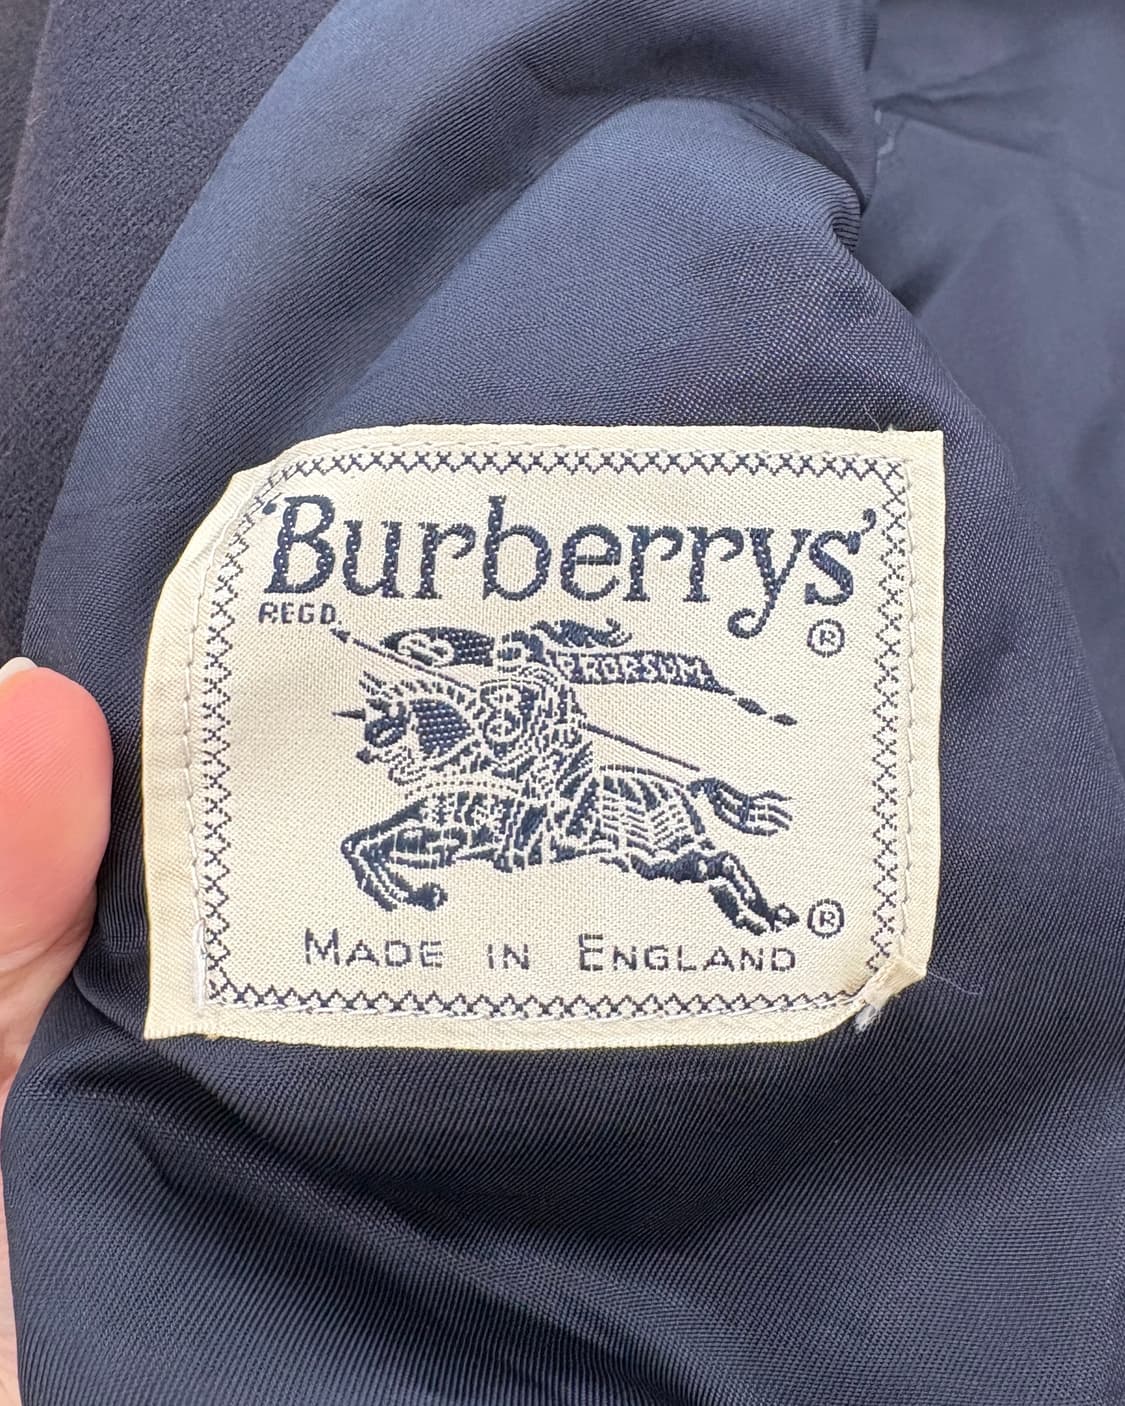 'Burberrys'
REGD.
®
PRORSUM
®
MADE IN ENGLAND